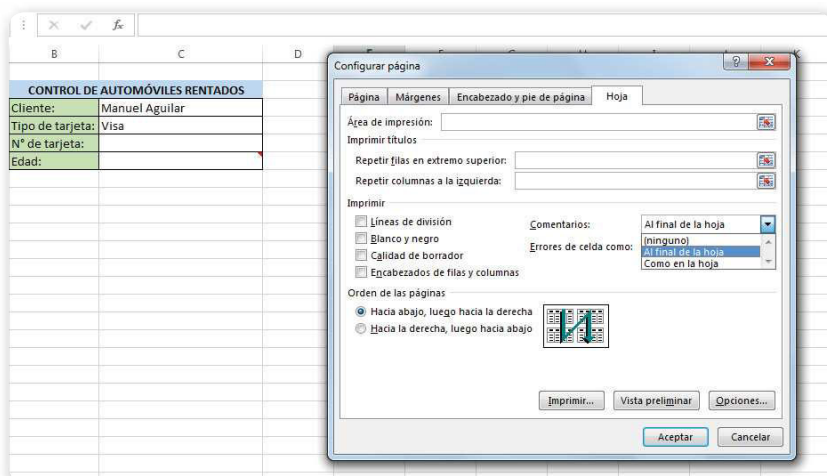 fx
B C D K
CONTROL DE AUTOMÓVILES RENTADOS
Cliente: Manuel Aguilar
Tipo de tarjeta: Visa
N° de tarjeta:
Edad:
Configurar página
Página Márgenes Encabezado y pie de página Hoja
Área de impresión:
Imprimir títulos
Repetir filas en extremo superior:
Repetir columnas a la izquierda:
Imprimir
Líneas de división
Blanco y negro
Calidad de borrador
Encabezados de filas y columnas
Comentarios: Al final de la hoja
Errores de celda como:
(ninguno)
Al final de la hoja
Como en la hoja
Orden de las páginas
Hacia abajo, luego hacia la derecha
Hacia la derecha, luego hacia abajo
Imprimir... Vista preliminar Opciones...
Aceptar Cancelar